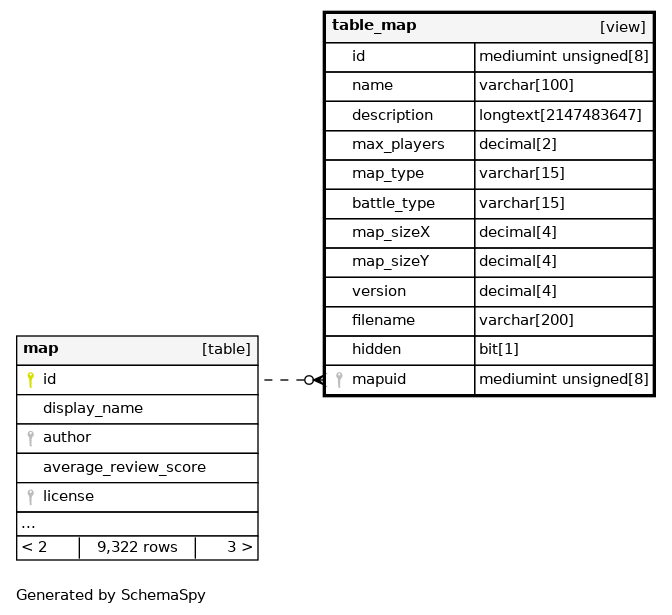 table_map [view]
id mediumint unsigned[8]
name varchar[100]
description longtext[2147483647]
max_players decimal[2]
map_type varchar[15]
battle_type varchar[15]
map_sizeX decimal[4]
map_sizeY decimal[4]
version decimal[4]
filename varchar[200]
hidden bit[1]
mapuid mediumint unsigned[8]
map [table]
id
display_name
author
average_review_score
license
...
< 2 9,322 rows 3 >
Generated by SchemaSpy